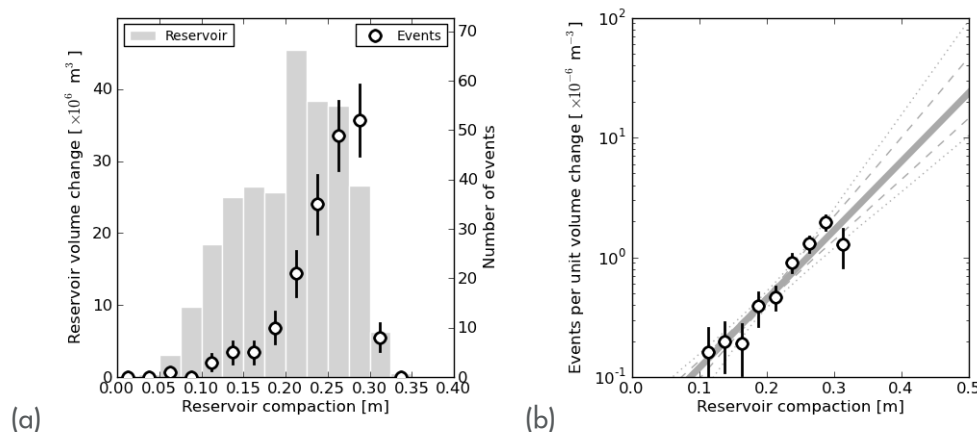 Reservoir
Events
Reservoir volume change [ ×10⁶ m³ ]
40
30
20
10
0
70
60
50
40
30
20
10
0
Number of events
0.00 0.05 0.10 0.15 0.20 0.25 0.30 0.35 0.40
Reservoir compaction [m]
(a)
Events per unit volume change [ ×10⁻⁶ m⁻³ ]
10²
10¹
10⁰
10⁻¹
0.0 0.1 0.2 0.3 0.4 0.5
Reservoir compaction [m]
(b)